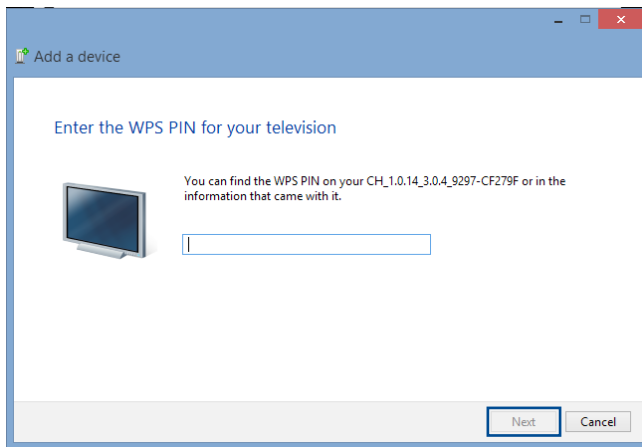 Add a device
Enter the WPS PIN for your television
You can find the WPS PIN on your CH_1.0.14_3.0.4_9297-CF279F or in the
information that came with it.
Next
Cancel